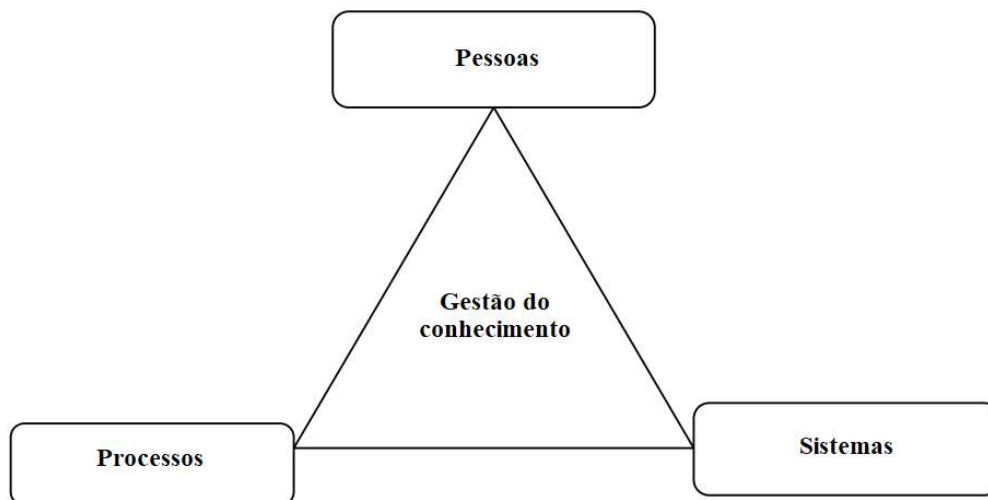 Pessoas
Gestão do
conhecimento
Processos
Sistemas